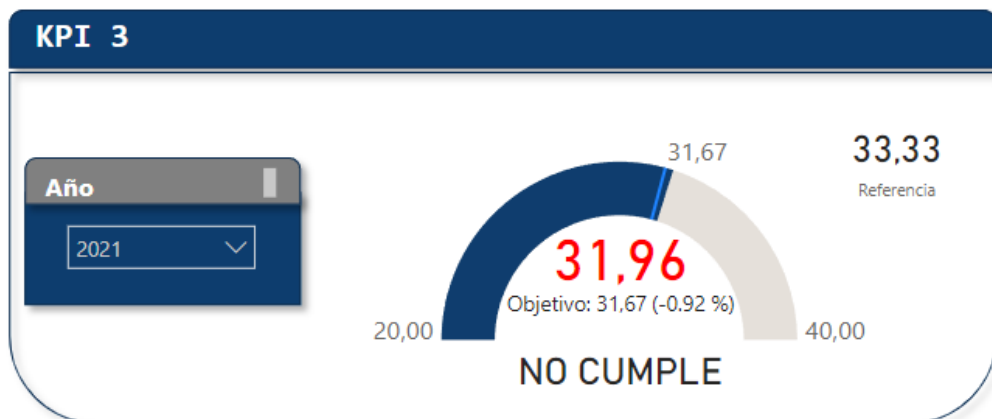 KPI 3
Año
2021
31,67
33,33
Referencia
31,96
Objetivo: 31,67 (-0.92 %)
20,00
40,00
NO CUMPLE